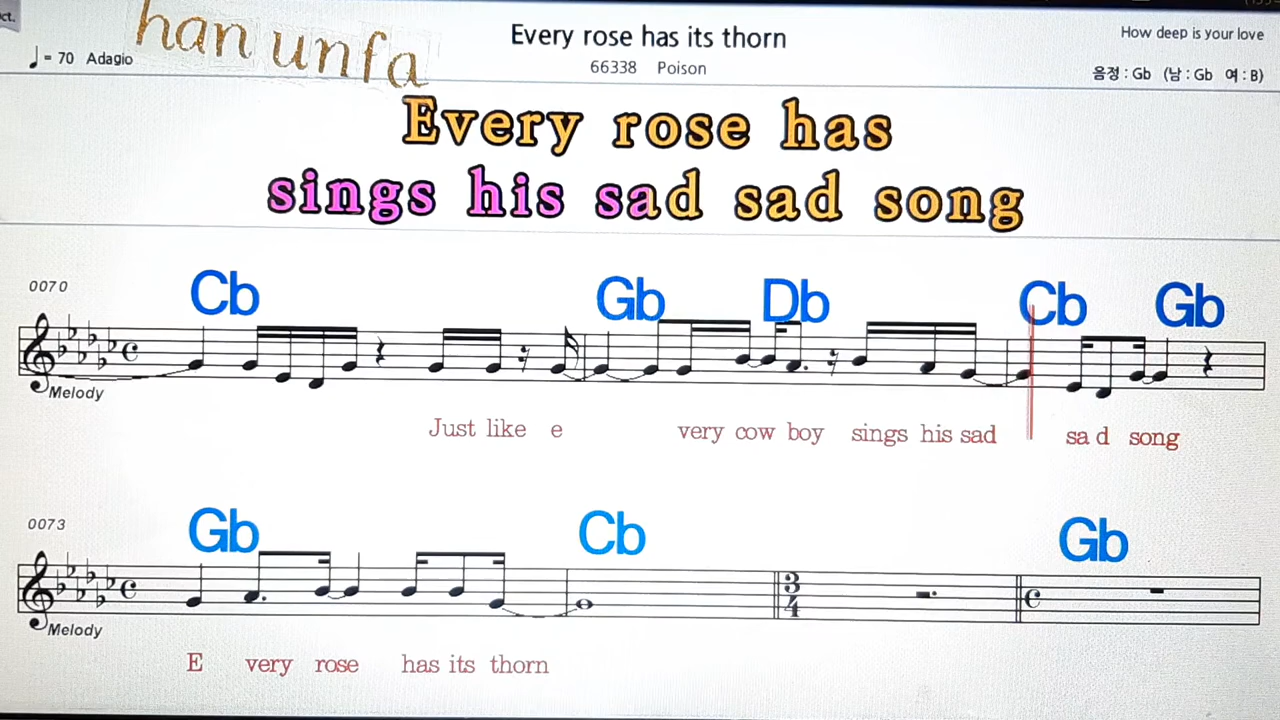 ct.
han unfa
Every rose has its thorn
How deep is your love
♩= 70 Adagio
66338 Poison
음정 : Gb (남 : Gb 여 : B)
Every rose has
sings his sad sad song
0070
Cb Gb Db Cb Gb
Melody
Just like e very cow boy sings his sad sad song
0073
Gb Cb Gb
3
4
Melody
E very rose has its thorn